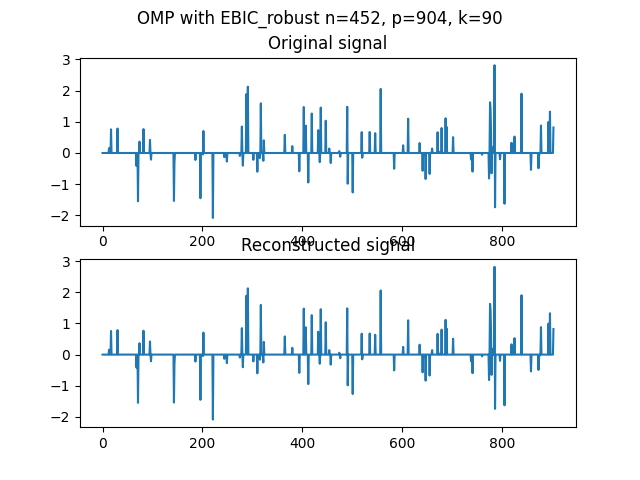 OMP with EBIC_robust n=452, p=904, k=90
Original signal
3
2
1
0
−1
−2
0 200 400 600 800
Reconstructed signal
3
2
1
0
−1
−2
0 200 400 600 800